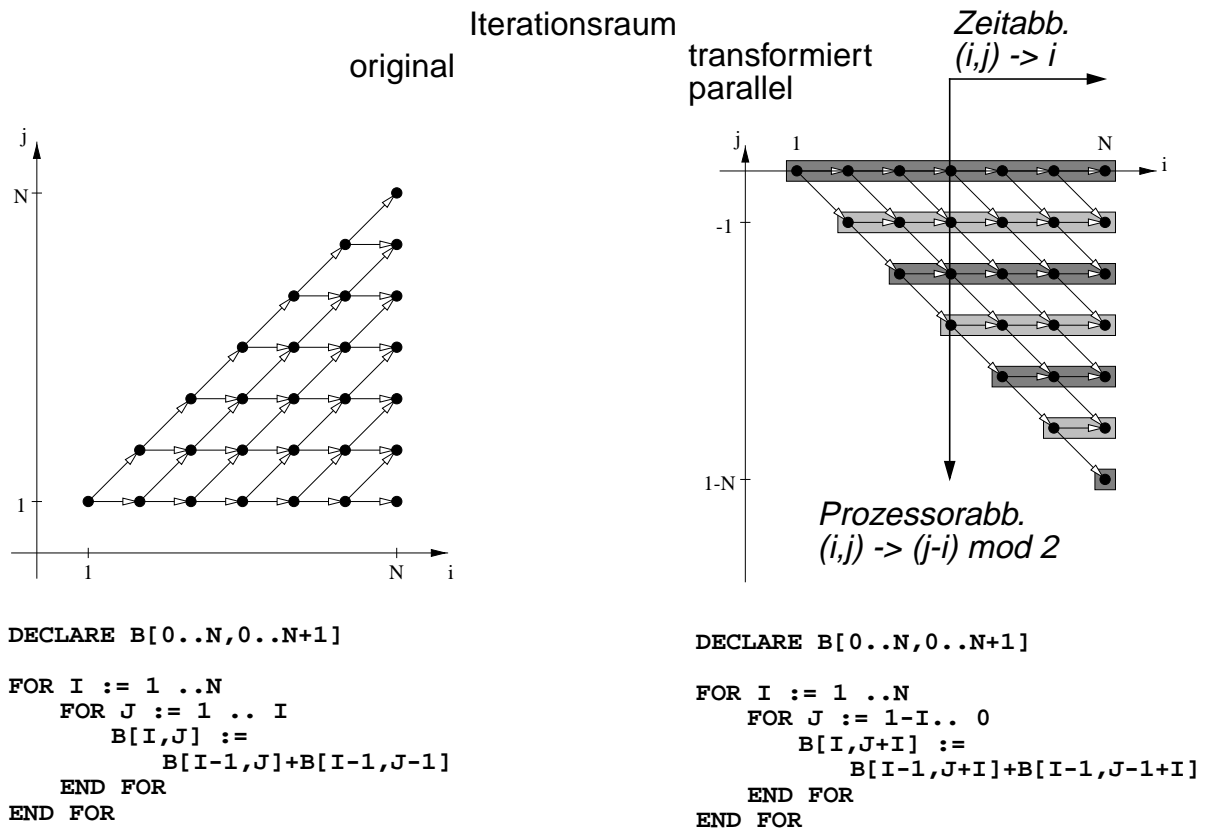 Iterationsraum
original
transformiert
parallel
Zeitabb.
(i,j) -> i
j
N
1
1
N
i
j
1
N
i
-1
1-N
Prozessorabb.
(i,j) -> (j-i) mod 2
DECLARE B[0..N,0..N+1]
FOR I := 1 ..N
FOR J := 1 .. I
B[I,J] :=
B[I-1,J]+B[I-1,J-1]
END FOR
END FOR
DECLARE B[0..N,0..N+1]
FOR I := 1 ..N
FOR J := 1-I.. 0
B[I,J+I] :=
B[I-1,J+I]+B[I-1,J-1+I]
END FOR
END FOR